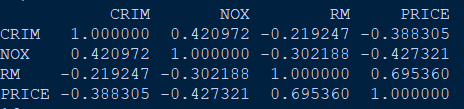 CRIM NOX RM PRICE
CRIM 1.000000 0.420972 -0.219247 -0.388305
NOX 0.420972 1.000000 -0.302188 -0.427321
RM -0.219247 -0.302188 1.000000 0.695360
PRICE -0.388305 -0.427321 0.695360 1.000000